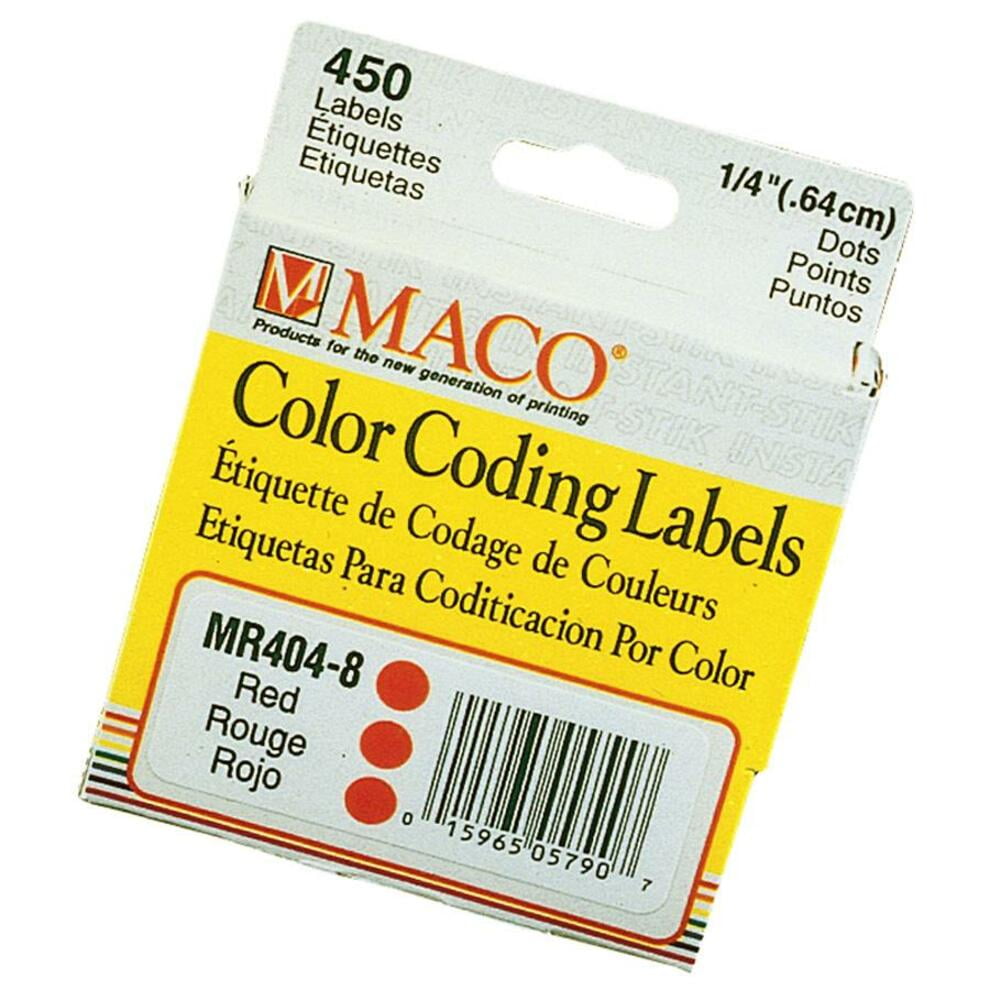 450
Labels
Étiquettes
Etiquetas
1/4"(.64cm)
Dots
Points
Puntos
INSTANT-STIK
M
MACO®
Products for the new generation of printing
Color Coding Labels
Étiquette de Codage de Couleurs
Etiquetas Para Coditicacion Por Color
MR404-8
Red
Rouge
Rojo
0 15965 05790 7